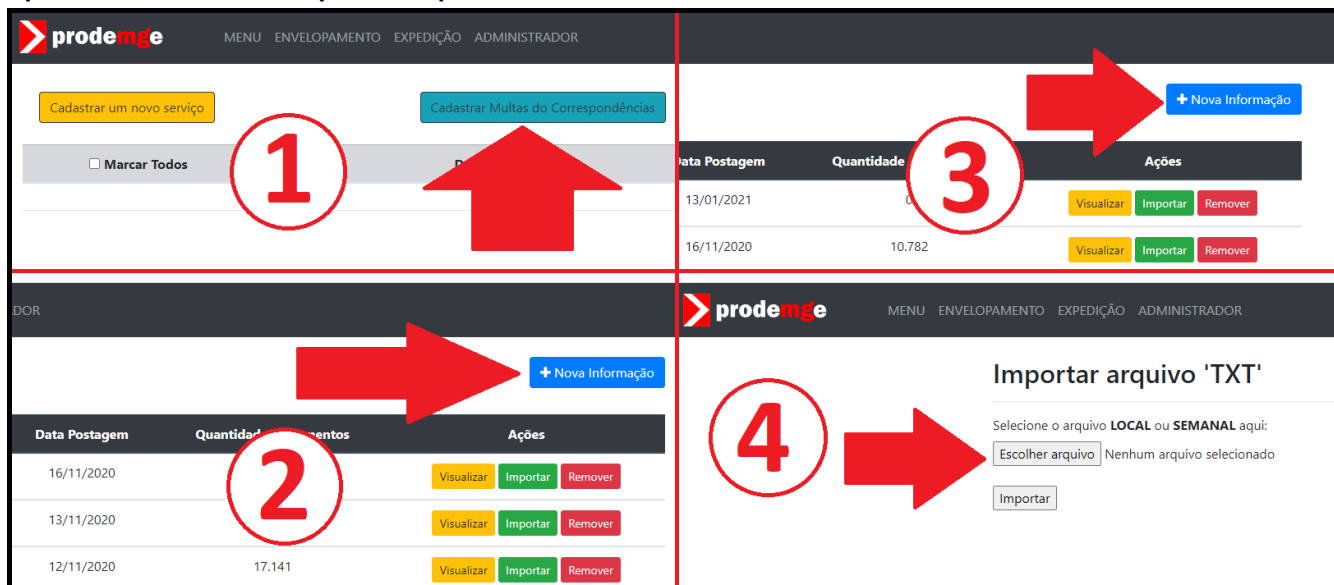 prodemge MENU ENVELOPAMENTO EXPEDIÇÃO ADMINISTRADOR
Cadastrar um novo serviço Cadastrar Multas do Correspondências
Marcar Todos
1
+ Nova Informação
Data Postagem Quantidade Ações
13/01/2021 Visualizar Importar Remover
16/11/2020 10.782 Visualizar Importar Remover
3
+ Nova Informação
Data Postagem Ações
16/11/2020 Visualizar Importar Remover
13/11/2020 Visualizar Importar Remover
12/11/2020 17.141 Visualizar Importar Remover
2
prodemge MENU ENVELOPAMENTO EXPEDIÇÃO ADMINISTRADOR
Importar arquivo 'TXT'
Selecione o arquivo LOCAL ou SEMANAL aqui:
Escolher arquivo Nenhum arquivo selecionado
Importar
4